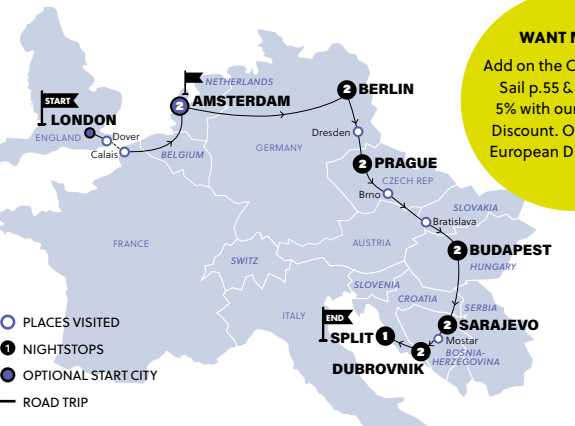 WANT
Add on the
Sail p.55 &
5% with our
Discount.
European
START
LONDON
ENGLAND
Dover
Calais
NETHERLANDS
2 AMSTERDAM
BELGIUM
2 BERLIN
GERMANY
Dresden
2 PRAGUE
CZECH REP
Brno
SLOVAKIA
Bratislava
FRANCE
AUSTRIA
SWITZ
2 BUDAPEST
HUNGARY
SLOVENIA
CROATIA
ITALY
SERBIA
END
SPLIT 1
2 SARAJEVO
Mostar
BOSNIA-
HERZEGOVINA
2
DUBROVNIK
PLACES VISITED
1 NIGHTSTOPS
OPTIONAL START CITY
ROAD TRIP